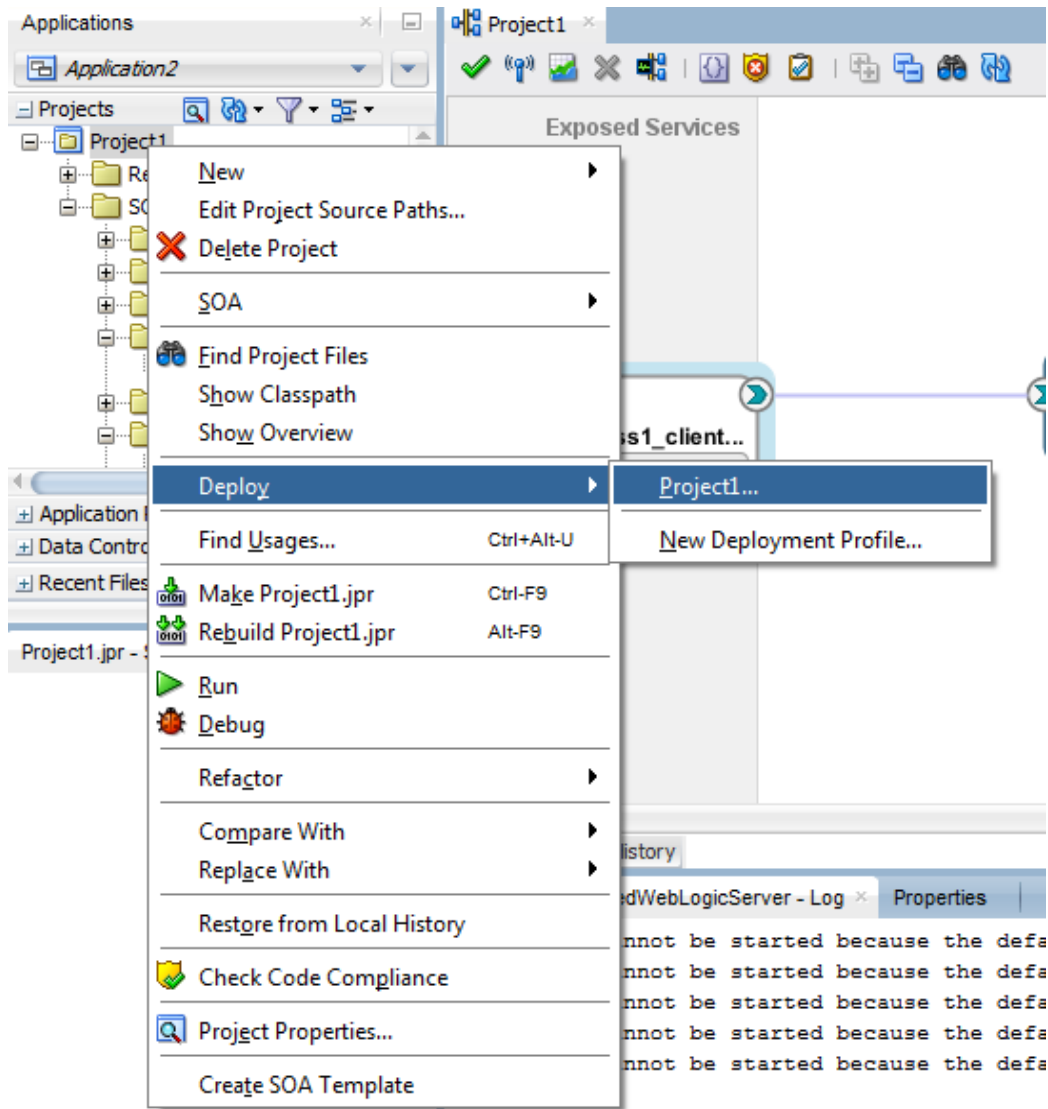 Applications
Project1
Application2
Projects
Exposed Services
Project1
New
Edit Project Source Paths...
Delete Project
SOA
Find Project Files
Show Classpath
Show Overview
ss1_client...
Deploy
Project1...
Application
Find Usages... Ctrl+Alt-U
New Deployment Profile...
Recent Files
Make Project1.jpr Ctrl-F9
Rebuild Project1.jpr Alt-F9
Project1.jpr -
Run
Debug
Refactor
Compare With
Replace With
Restore from Local History
Check Code Compliance
Project Properties...
Create SOA Template
edWebLogicServer - Log
Properties
nnot be started because the defa
nnot be started because the defa
nnot be started because the defa
nnot be started because the defa
nnot be started because the defa